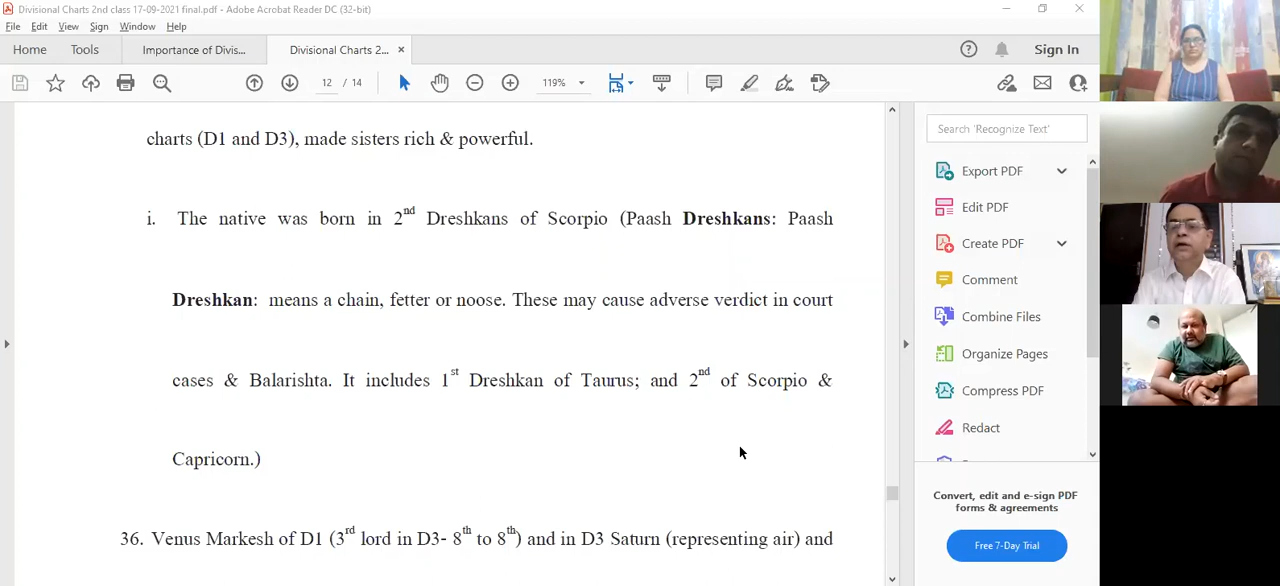 Divisional Charts 2nd class 17-09-2021 final.pdf - Adobe Acrobat Reader DC (32-bit)
File Edit View Sign Window Help
Home Tools Importance of Divis... Divisional Charts 2... × Sign In
12 / 14 119%
charts (D1 and D3), made sisters rich & powerful.
i. The native was born in 2nd Dreshkans of Scorpio (Paash Dreshkans: Paash
Dreshkan: means a chain, fetter or noose. These may cause adverse verdict in court
cases & Balarishta. It includes 1st Dreshkan of Taurus; and 2nd of Scorpio &
Capricorn.)
36. Venus Markesh of D1 (3rd lord in D3- 8th to 8th) and in D3 Saturn (representing air) and
Search 'Recognize Text'
Export PDF
Edit PDF
Create PDF
Comment
Combine Files
Organize Pages
Compress PDF
Redact
Convert, edit and e-sign PDF
forms & agreements
Free 7-Day Trial